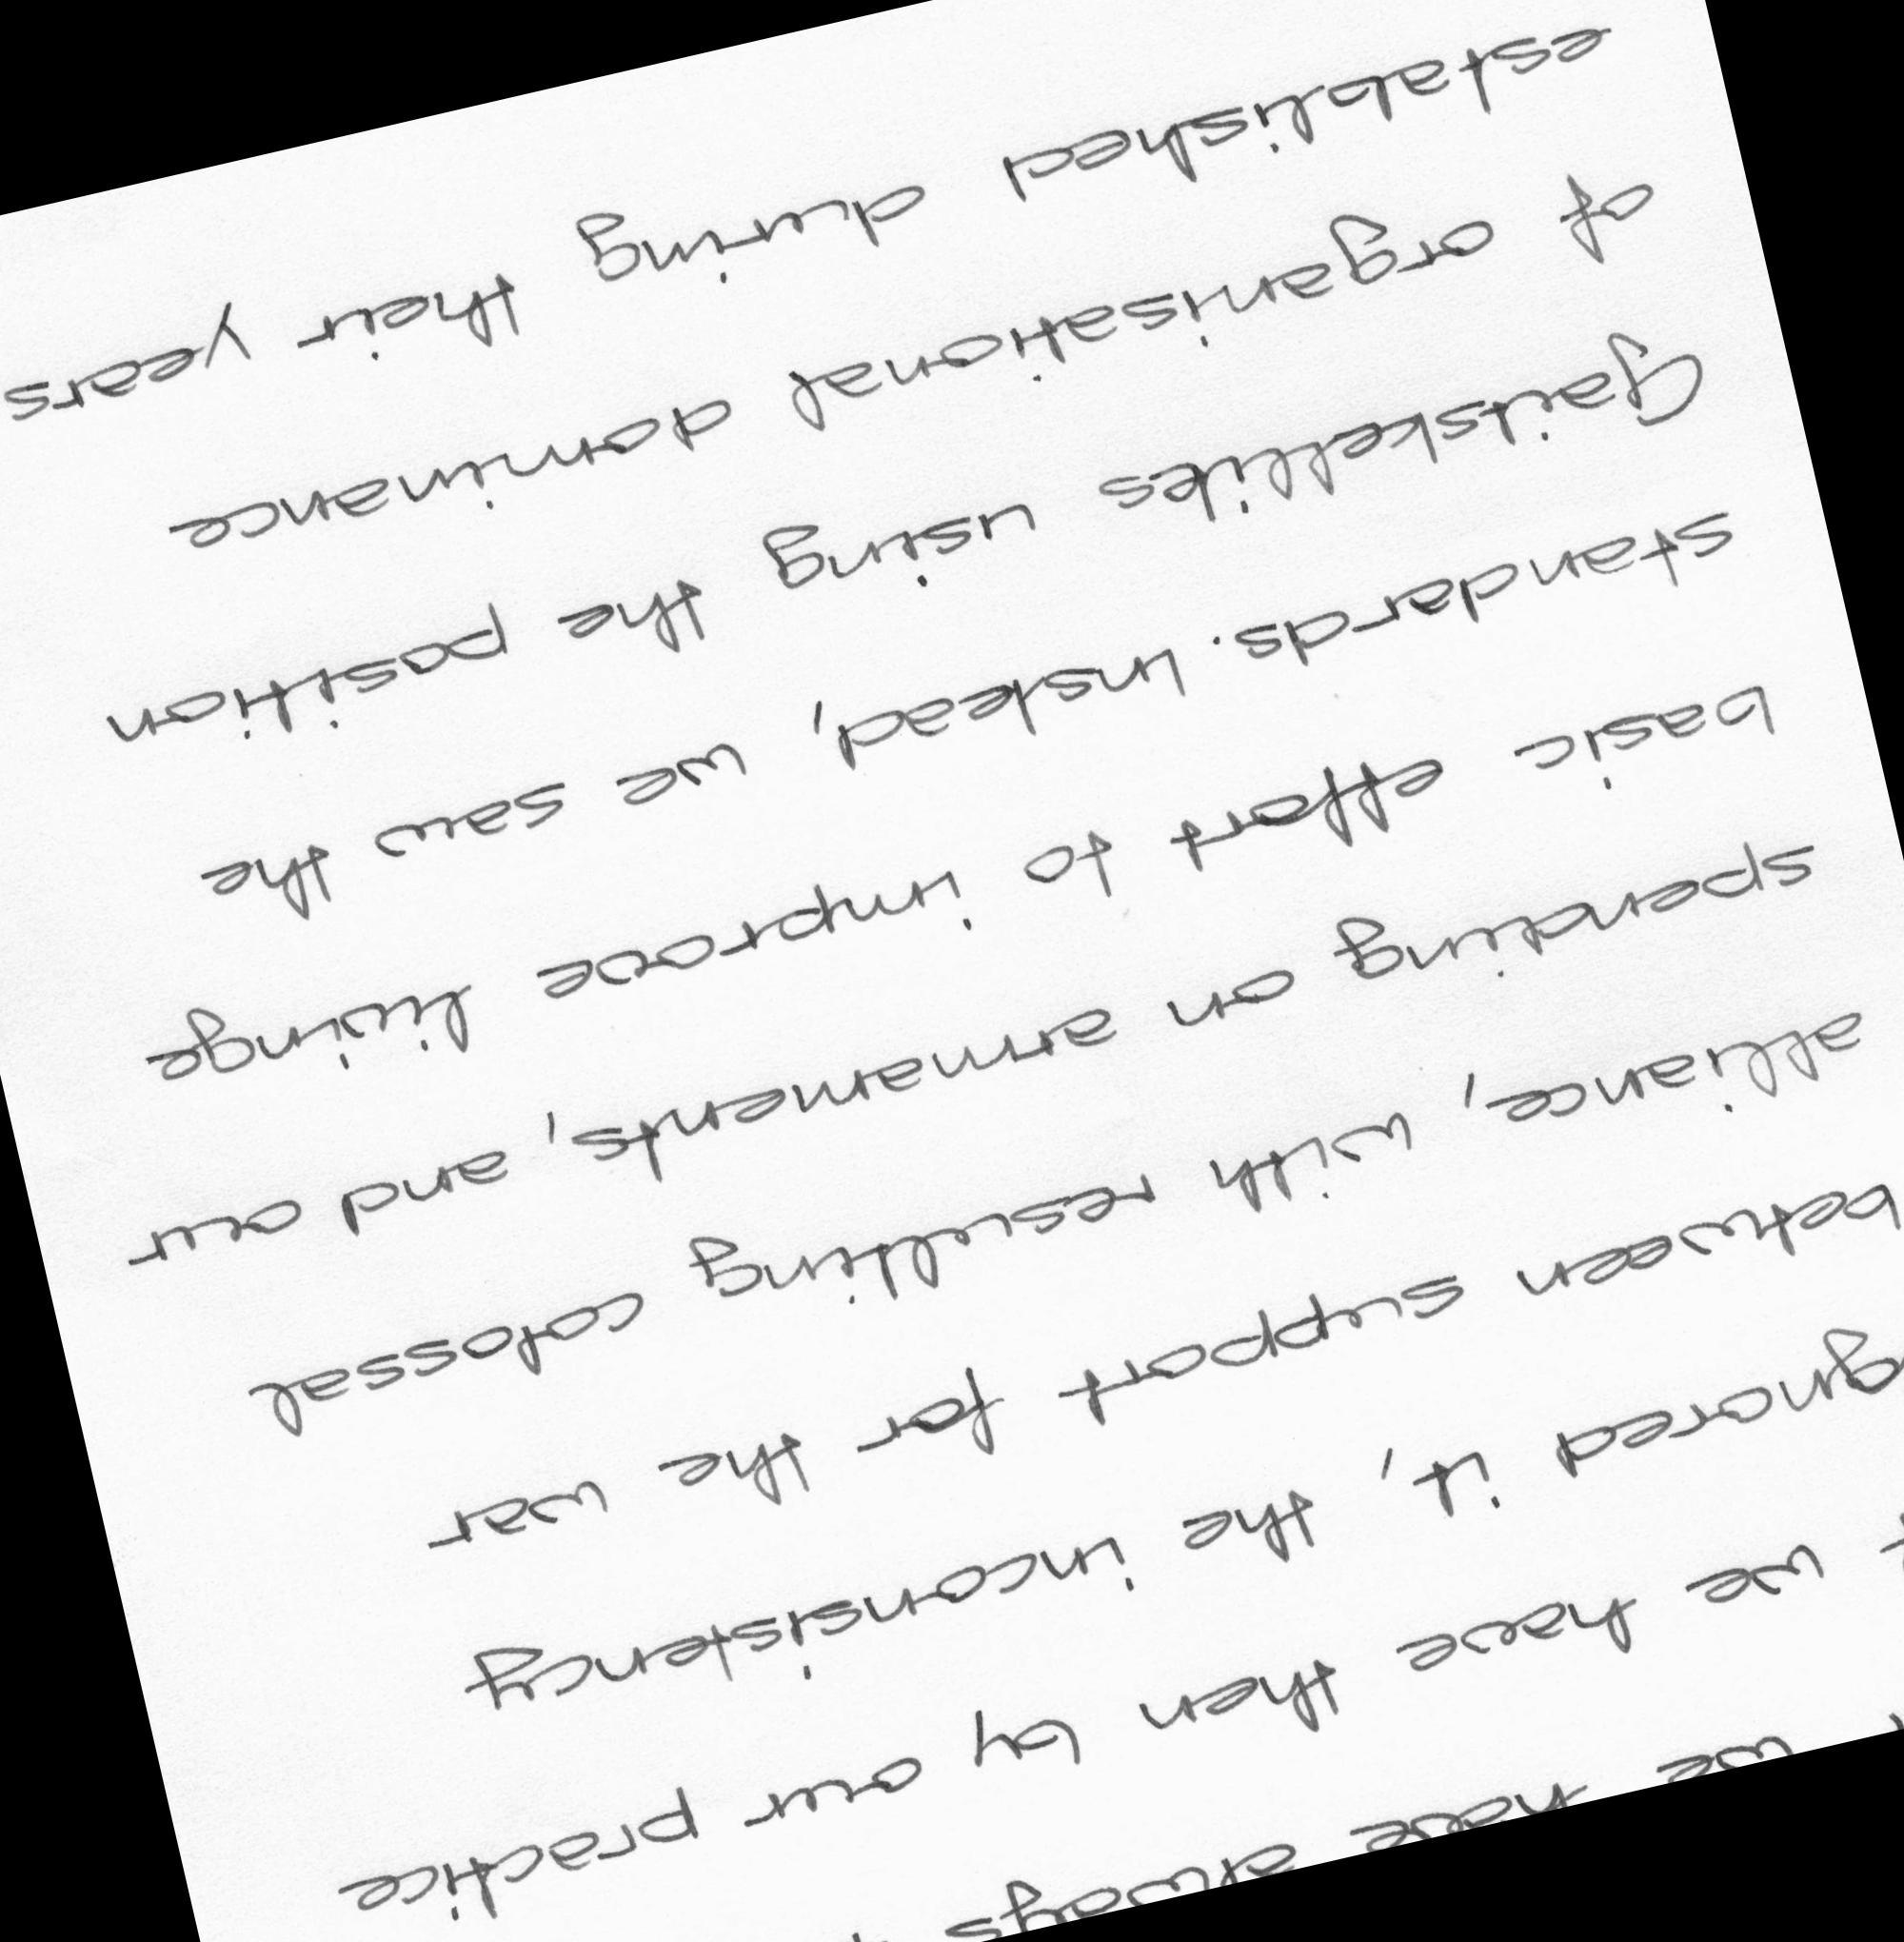 we have always
we have then by our practice
gnored it, the inconsistency
between support for the war
alliance, with resulting colossal
spending on armaments, and our
basic effort to improve livinge
standards. Instead, we saw the
Gaitskellites using the position
of organisational dominance
established during their years